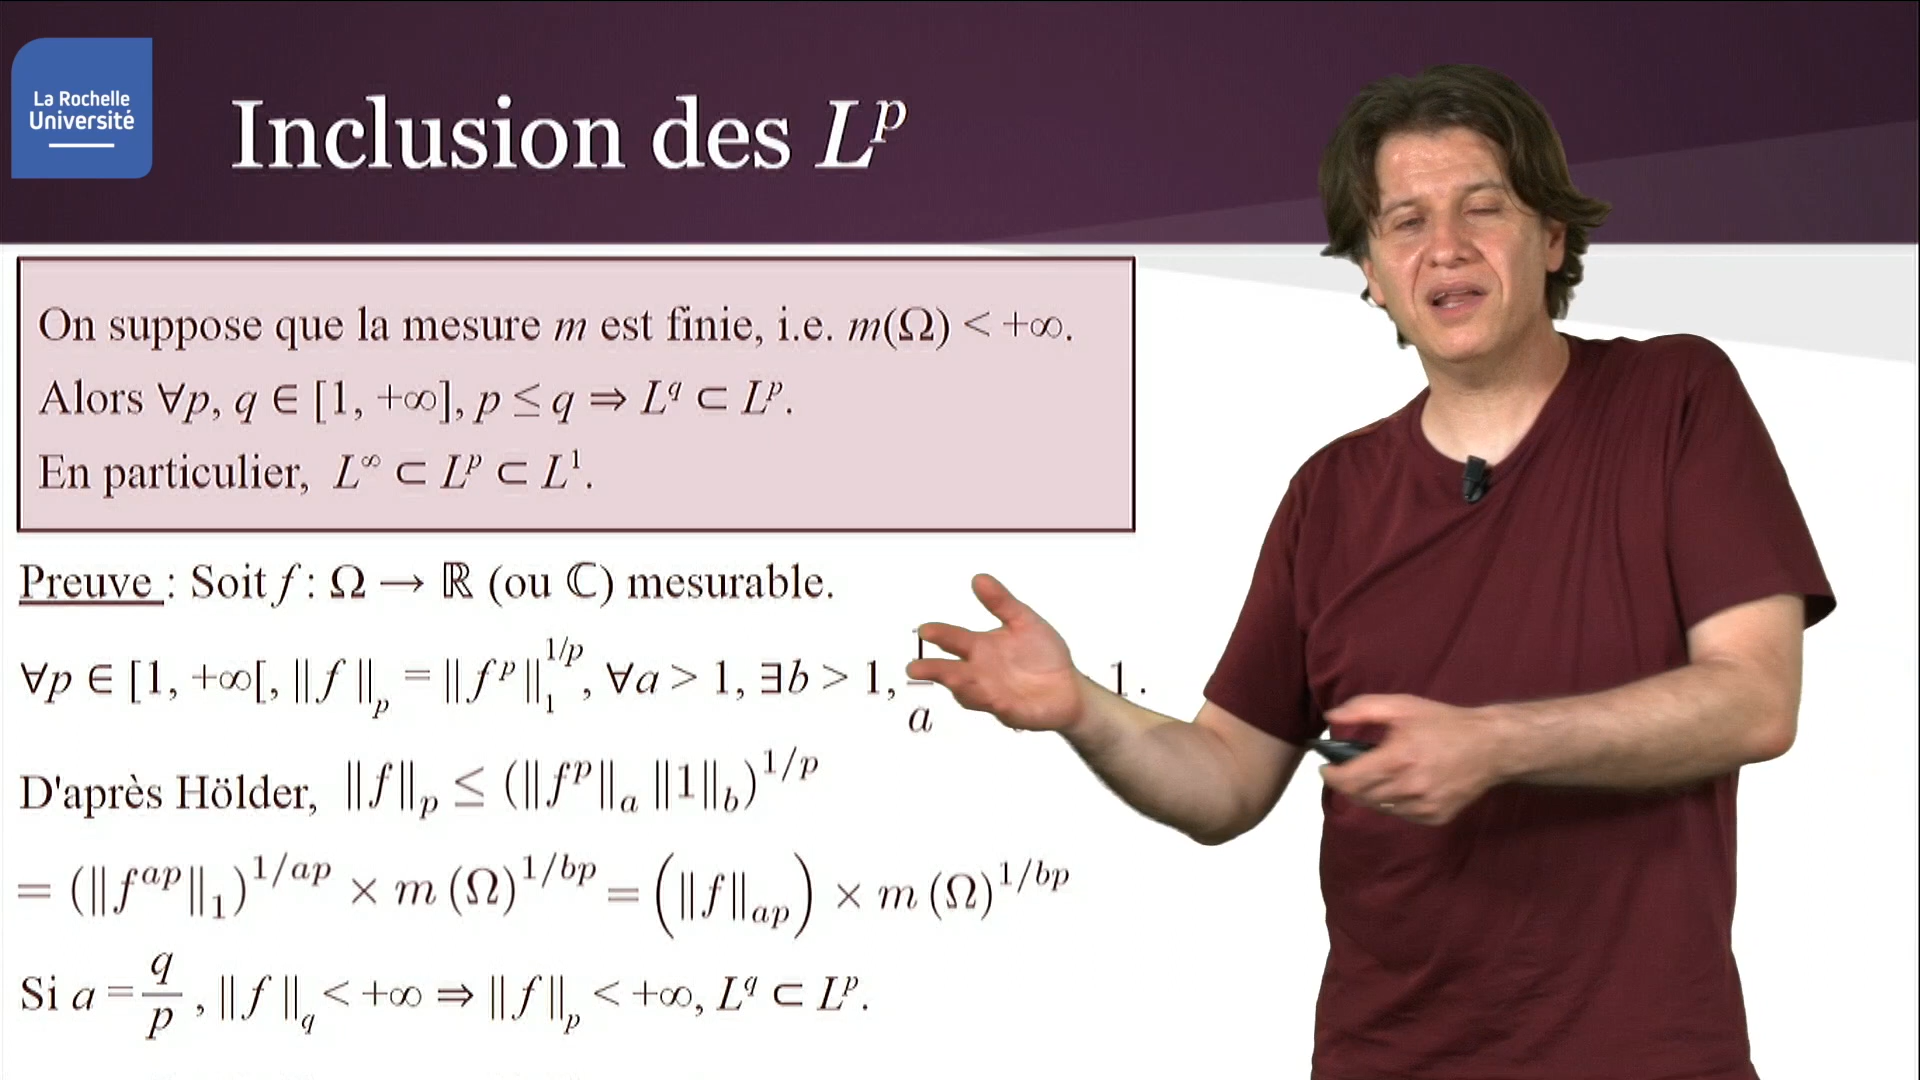 La Rochelle
Université
Inclusion des L^p
On suppose que la mesure m est finie, i.e. m(Ω) < +∞.
Alors ∀p, q ∈ [1, +∞], p ≤ q ⇒ L^q ⊂ L^p.
En particulier, L^∞ ⊂ L^p ⊂ L^1.
Preuve : Soit f : Ω → ℝ (ou ℂ) mesurable.
∀p ∈ [1, +∞[, ‖f‖_p = ‖f^p‖_1^{1/p}, ∀a > 1, ∃b > 1, 1/a 1.
D'après Hölder, ‖f‖_p ≤ (‖f^p‖_a ‖1‖_b)^{1/p}
= (‖f^{ap}‖_1)^{1/ap} × m (Ω)^{1/bp} = (‖f‖_{ap}) × m (Ω)^{1/bp}
Si a = q/p, ‖f‖_q < +∞ ⇒ ‖f‖_p < +∞, L^q ⊂ L^p.